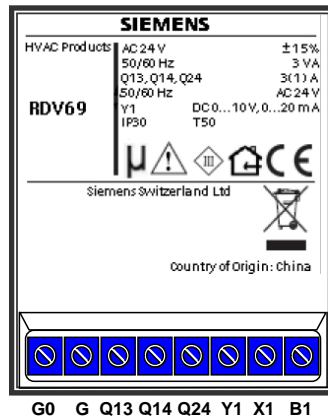 SIEMENS
HVAC Products AC 24 V ±15%
50/60 Hz 3 VA
Q13, Q14, Q24 3(1) A
50/60 Hz AC 24 V
RDV69 Y1 DC 0...10 V, 0...20 mA
IP30 T50
µ III CE
Siemens Switzerland Ltd
Country of Origin: China
G0 G Q13 Q14 Q24 Y1 X1 B1